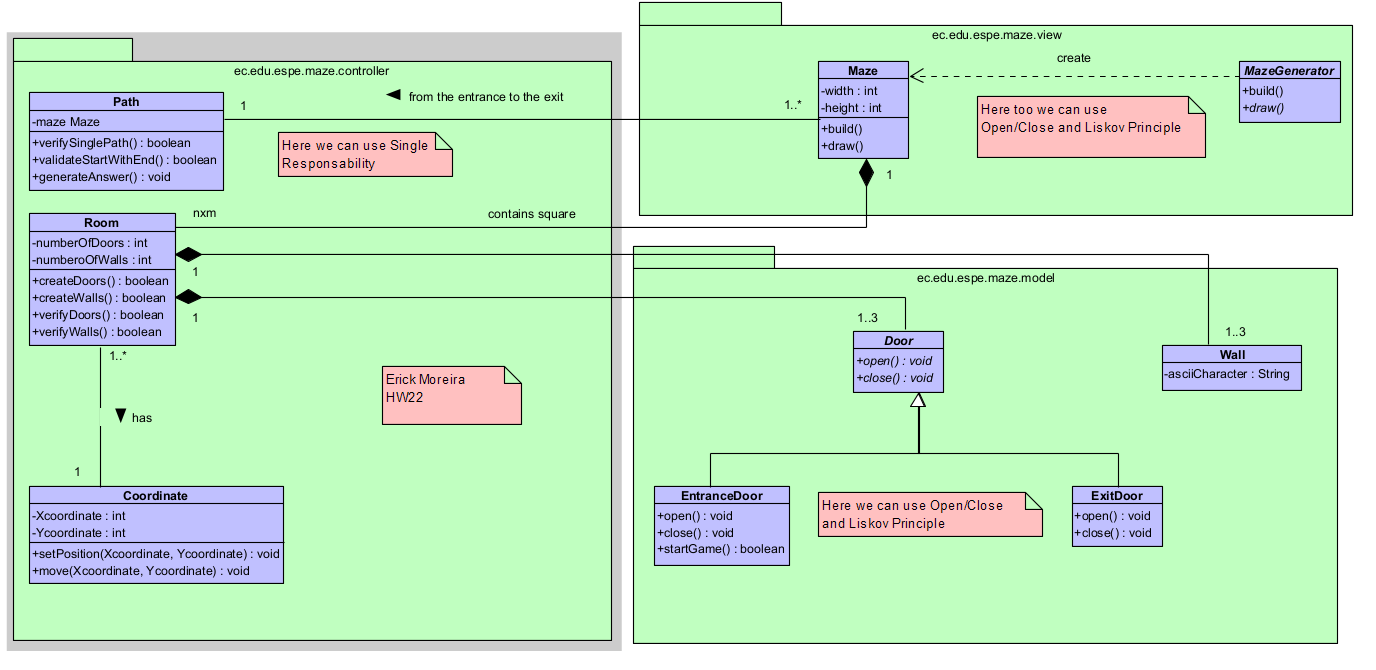 ec.edu.espe.maze.controller
Path
-maze Maze
+verifySinglePath() : boolean
+validateStartWithEnd() : boolean
+generateAnswer() : void
1
◄ from the entrance to the exit
1..*
Here we can use Single
Responsability
Room
-numberOfDoors : int
-numberoOfWalls : int
+createDoors() : boolean
+createWalls() : boolean
+verifyDoors() : boolean
+verifyWalls() : boolean
nxm
contains square
1
1
1
1..*
▼ has
1
Erick Moreira
HW22
Coordinate
-Xcoordinate : int
-Ycoordinate : int
+setPosition(Xcoordinate, Ycoordinate) : void
+move(Xcoordinate, Ycoordinate) : void
ec.edu.espe.maze.view
Maze
-width : int
-height : int
+build()
+draw()
create
MazeGenerator
+build()
+draw()
Here too we can use
Open/Close and Liskov Principle
ec.edu.espe.maze.model
1..3
Door
+open() : void
+close() : void
1..3
Wall
-asciiCharacter : String
EntranceDoor
+open() : void
+close() : void
+startGame() : boolean
Here we can use Open/Close
and Liskov Principle
ExitDoor
+open() : void
+close() : void